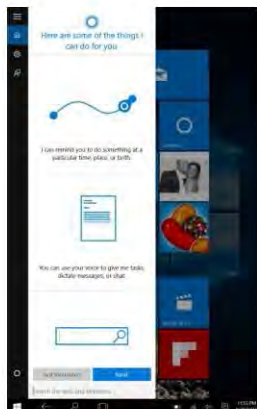 Here are some of the things I
can do for you
I can remind you to do something at a
particular time, place, or both.
You can use your voice to give me tasks,
dictate messages, or chat.
Next